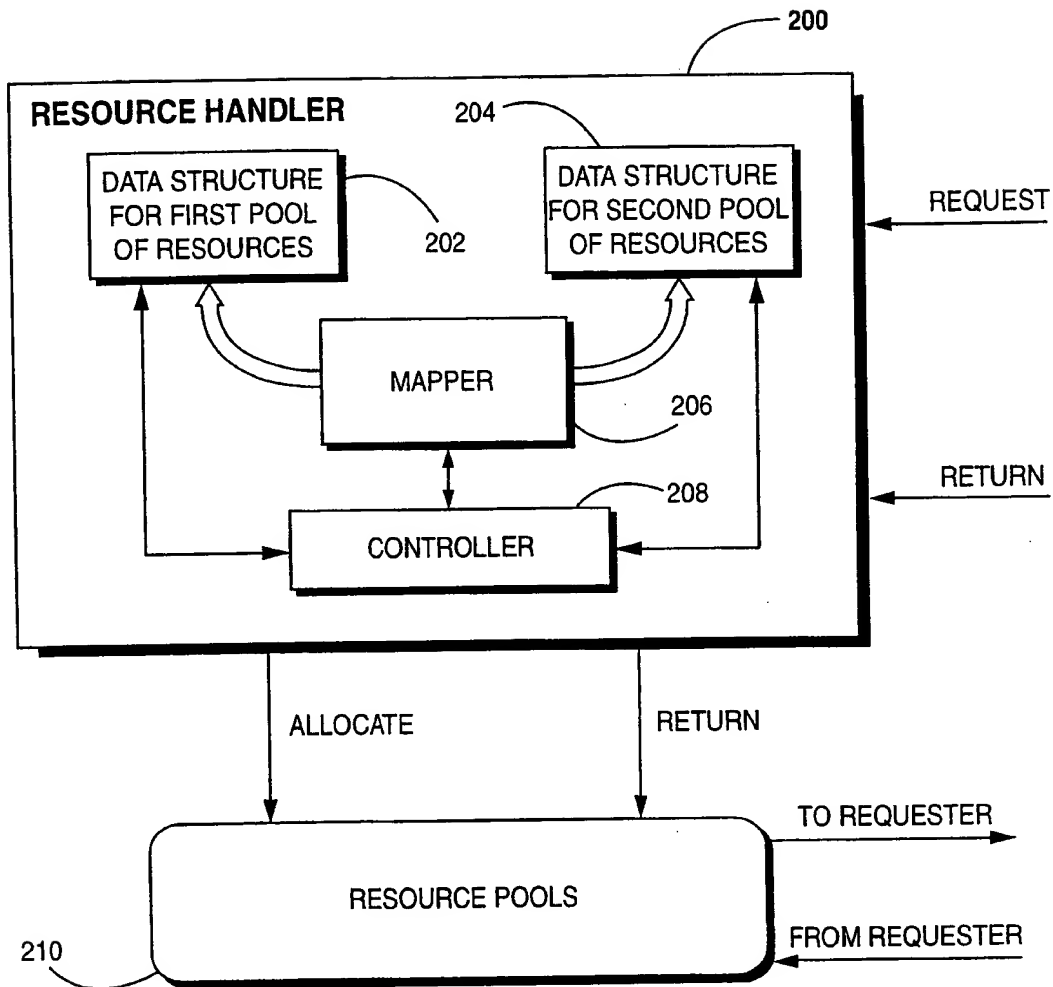 200
RESOURCE HANDLER
204
DATA STRUCTURE
FOR FIRST POOL
OF RESOURCES
202
DATA STRUCTURE
FOR SECOND POOL
OF RESOURCES
REQUEST
MAPPER
206
RETURN
208
CONTROLLER
ALLOCATE
RETURN
TO REQUESTER
RESOURCE POOLS
FROM REQUESTER
210